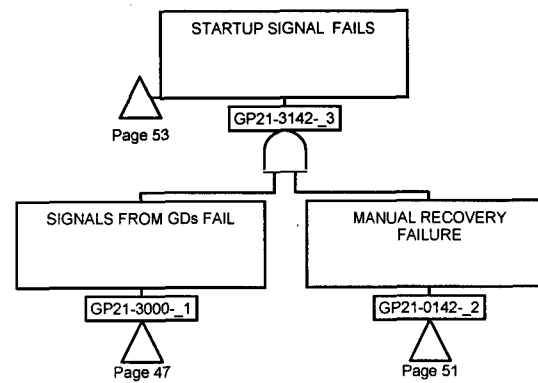 STARTUP SIGNAL FAILS
Page 53
GP21-3142-_3
SIGNALS FROM GDs FAIL
MANUAL RECOVERY
FAILURE
GP21-3000-_1
GP21-0142-_2
Page 47
Page 51